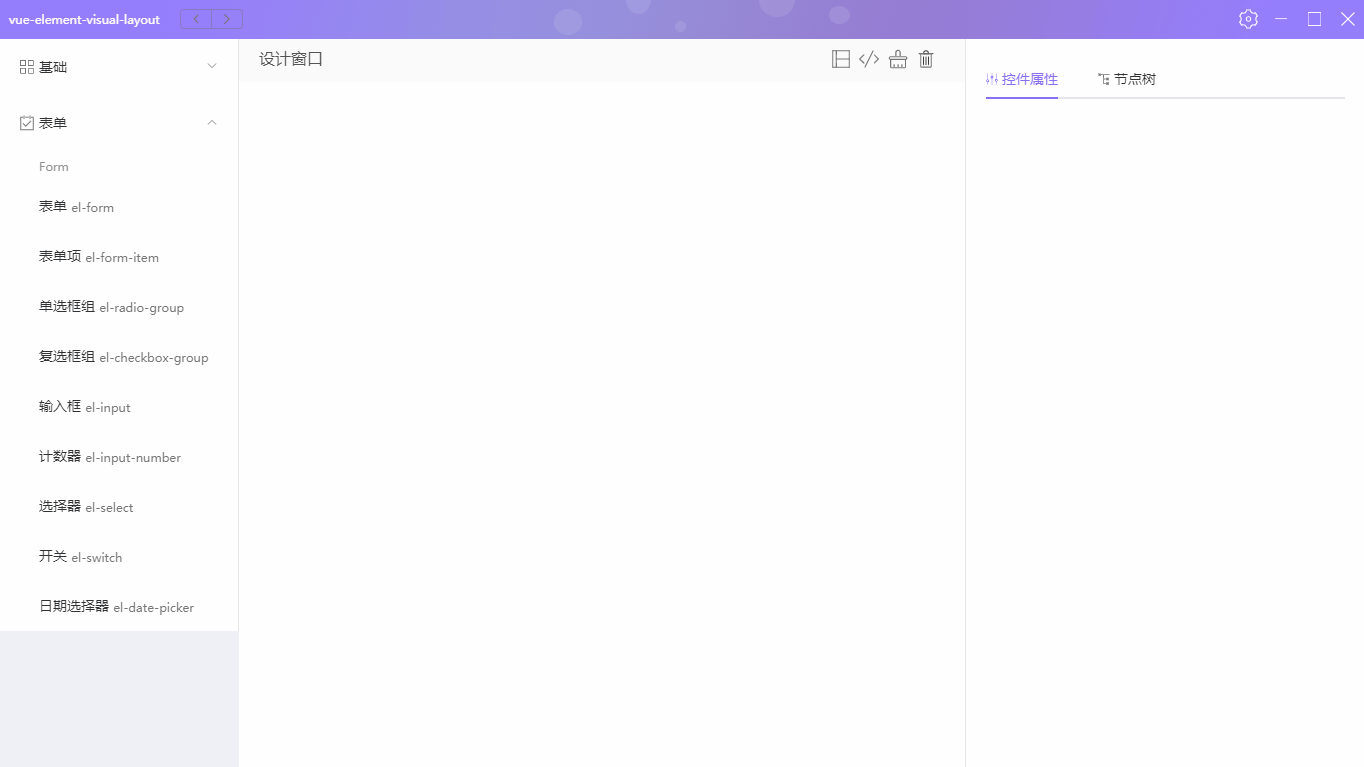 vue-element-visual-layout
基础
表单
Form
表单 el-form
表单项 el-form-item
单选框组 el-radio-group
复选框组 el-checkbox-group
输入框 el-input
计数器 el-input-number
选择器 el-select
开关 el-switch
日期选择器 el-date-picker
设计窗口
控件属性 节点树